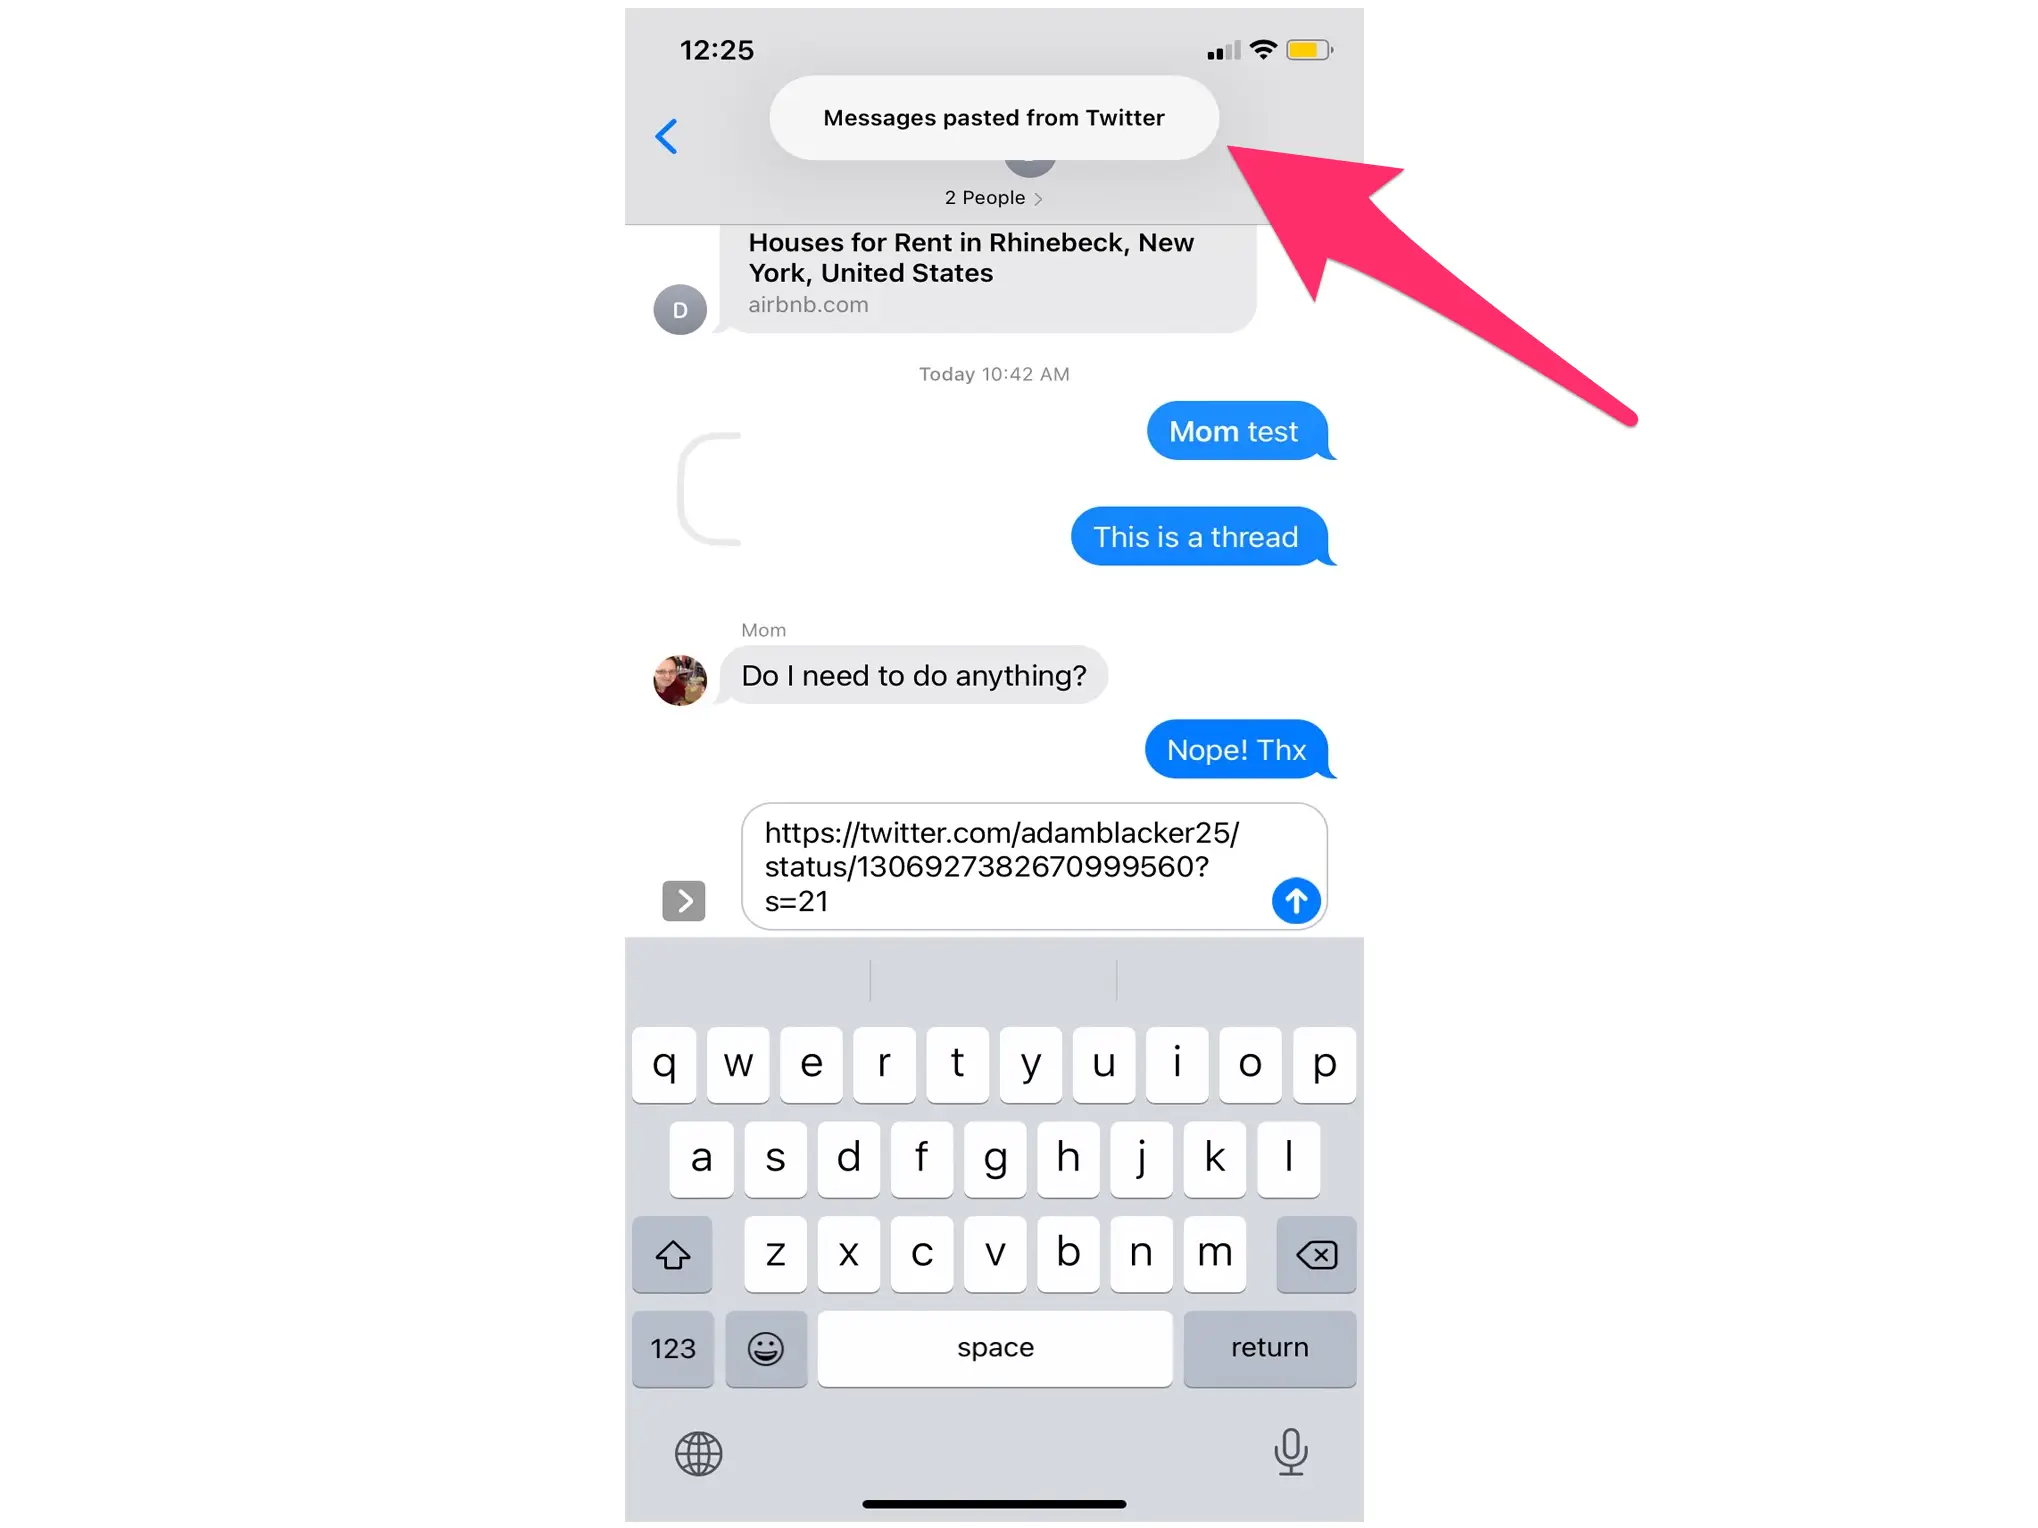 12:25
Messages pasted from Twitter
2 People
Houses for Rent in Rhinebeck, New
York, United States
airbnb.com
D
Today 10:42 AM
Mom test
This is a thread
Mom
Do I need to do anything?
Nope! Thx
https://twitter.com/adamblacker25/
status/1306927382670999560?
s=21
q w e r t y u i o p
a s d f g h j k l
z x c v b n m
123 space return